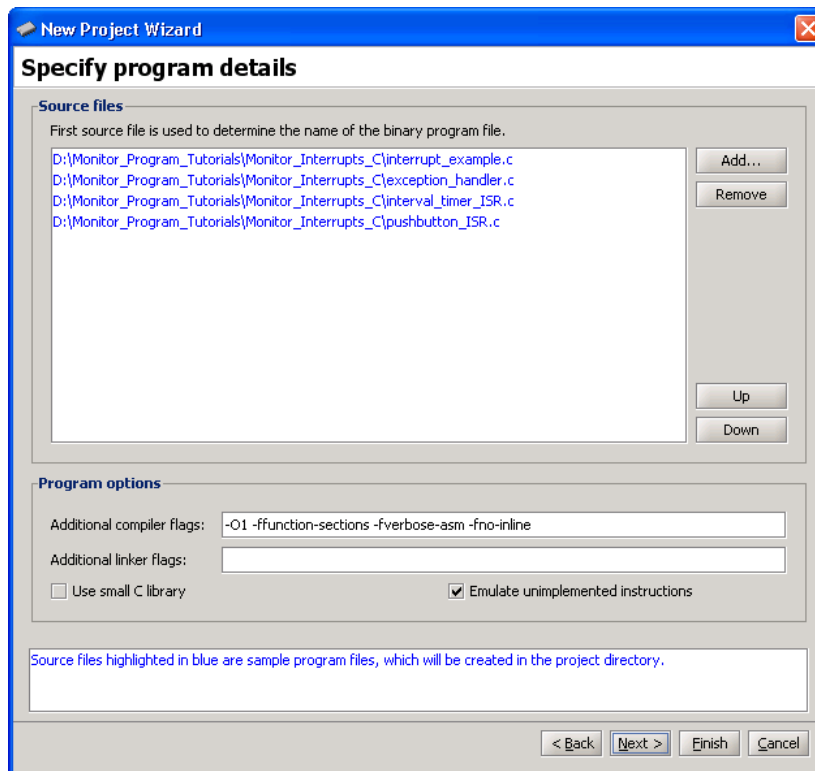 New Project Wizard
Specify program details
Source files
First source file is used to determine the name of the binary program file.
D:\Monitor_Program_Tutorials\Monitor_Interrupts_C\interrupt_example.c
D:\Monitor_Program_Tutorials\Monitor_Interrupts_C\exception_handler.c
D:\Monitor_Program_Tutorials\Monitor_Interrupts_C\interval_timer_ISR.c
D:\Monitor_Program_Tutorials\Monitor_Interrupts_C\pushbutton_ISR.c
Add...
Remove
Up
Down
Program options
Additional compiler flags: -O1 -ffunction-sections -fverbose-asm -fno-inline
Additional linker flags:
Use small C library Emulate unimplemented instructions
Source files highlighted in blue are sample program files, which will be created in the project directory.
< Back Next > Finish Cancel